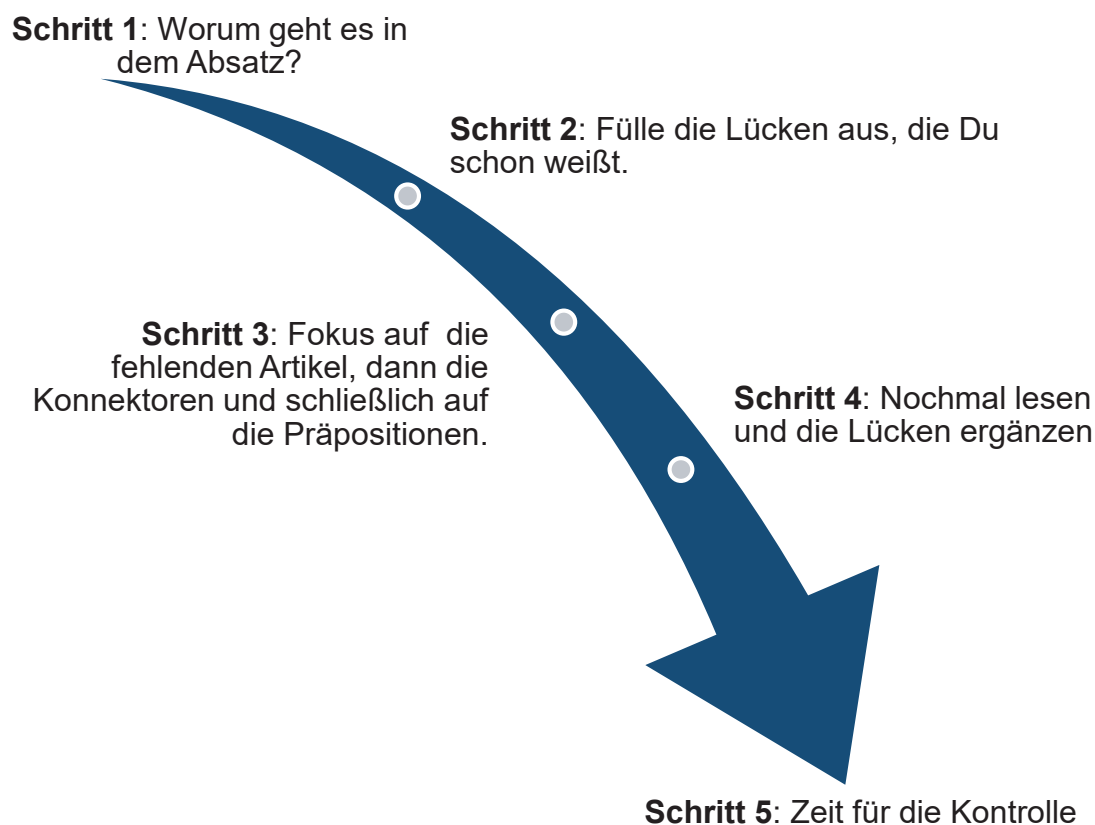 Schritt 1: Worum geht es in
dem Absatz?
Schritt 2: Fülle die Lücken aus, die Du
schon weißt.
Schritt 3: Fokus auf  die
fehlenden Artikel, dann die
Konnektoren und schließlich auf
die Präpositionen.
Schritt 4: Nochmal lesen
und die Lücken ergänzen
Schritt 5: Zeit für die Kontrolle